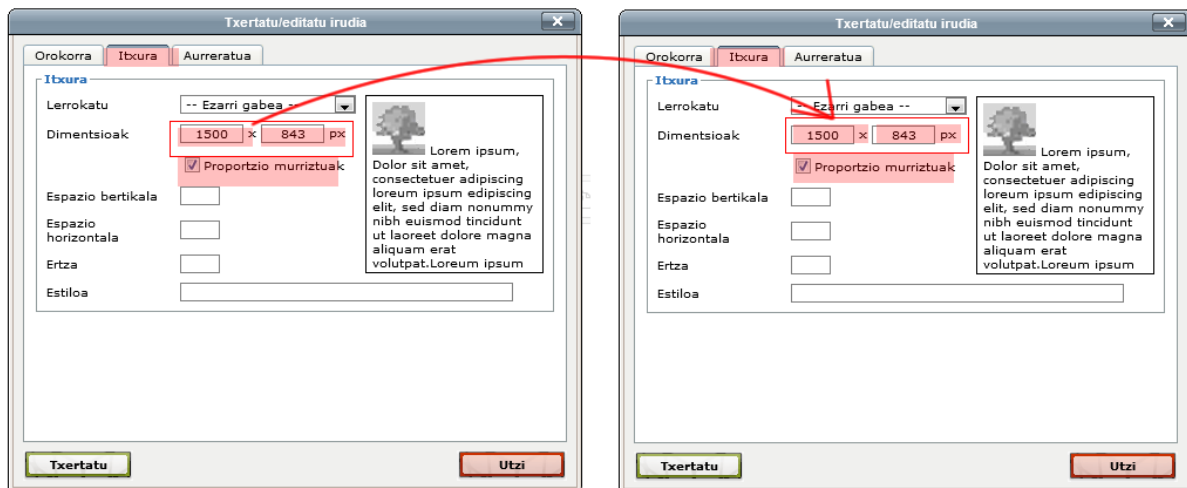 Txertatu/editatu irudia
Orokorra Itxura Aurreratua
Itxura
Lerrokatu -- Ezarri gabea --
Dimentsioak 1500 x 843 px
Proportzio murriztuak
Espazio bertikala
Espazio
horizontala
Ertza
Estiloa
Lorem ipsum,
Dolor sit amet,
consectetuer adipiscing
loreum ipsum edipiscing
elit, sed diam nonummy
nibh euismod tincidunt
ut laoreet dolore magna
aliquam erat
volutpat.Loreum ipsum
Txertatu Utzi
Txertatu/editatu irudia
Orokorra Itxura Aurreratua
Itxura
Lerrokatu -- Ezarri gabea --
Dimentsioak 1500 x 843 px
Proportzio murriztuak
Espazio bertikala
Espazio
horizontala
Ertza
Estiloa
Lorem ipsum,
Dolor sit amet,
consectetuer adipiscing
loreum ipsum edipiscing
elit, sed diam nonummy
nibh euismod tincidunt
ut laoreet dolore magna
aliquam erat
volutpat.Loreum ipsum
Txertatu Utzi